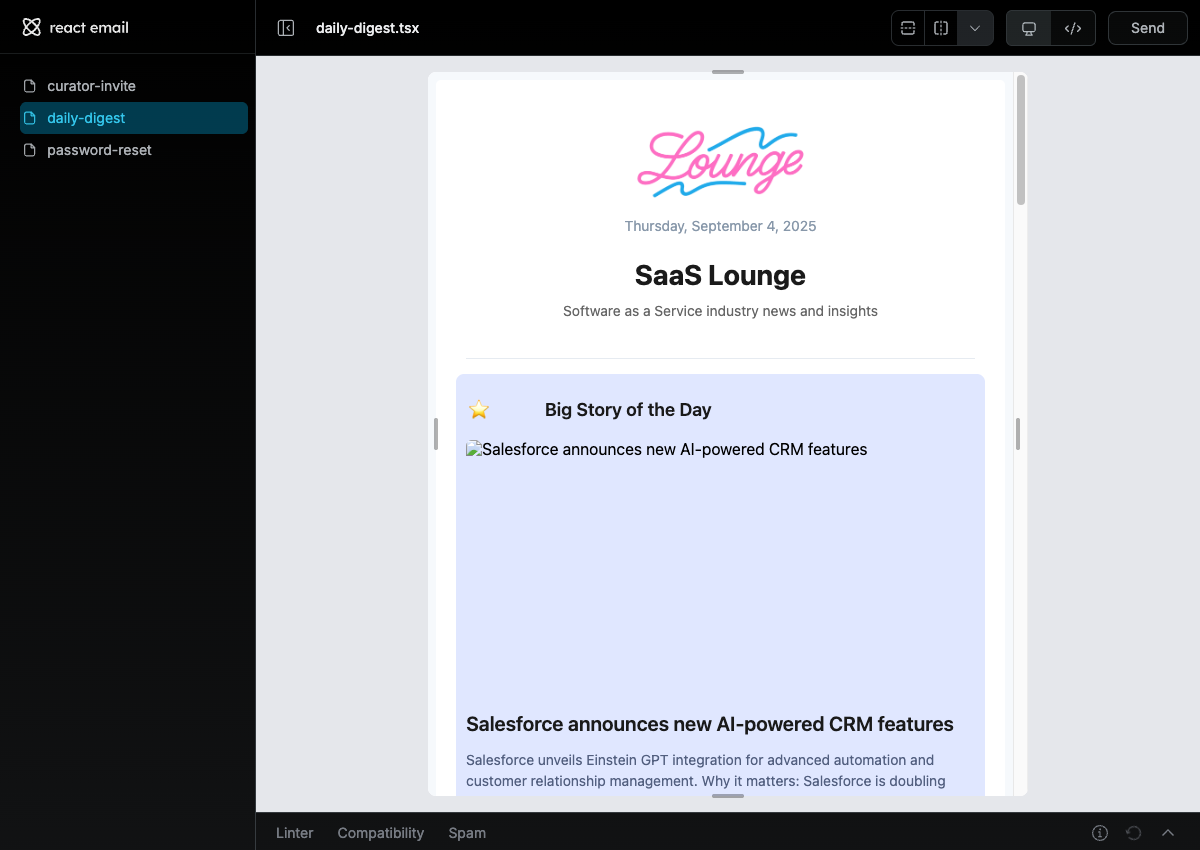 react email
daily-digest.tsx
</>
Send
curator-invite
daily-digest
password-reset
Lounge
Thursday, September 4, 2025
SaaS Lounge
Software as a Service industry news and insights
⭐ Big Story of the Day
Salesforce announces new AI-powered CRM features
Salesforce announces new AI-powered CRM features
Salesforce unveils Einstein GPT integration for advanced automation and
customer relationship management. Why it matters: Salesforce is doubling
Linter Compatibility Spam